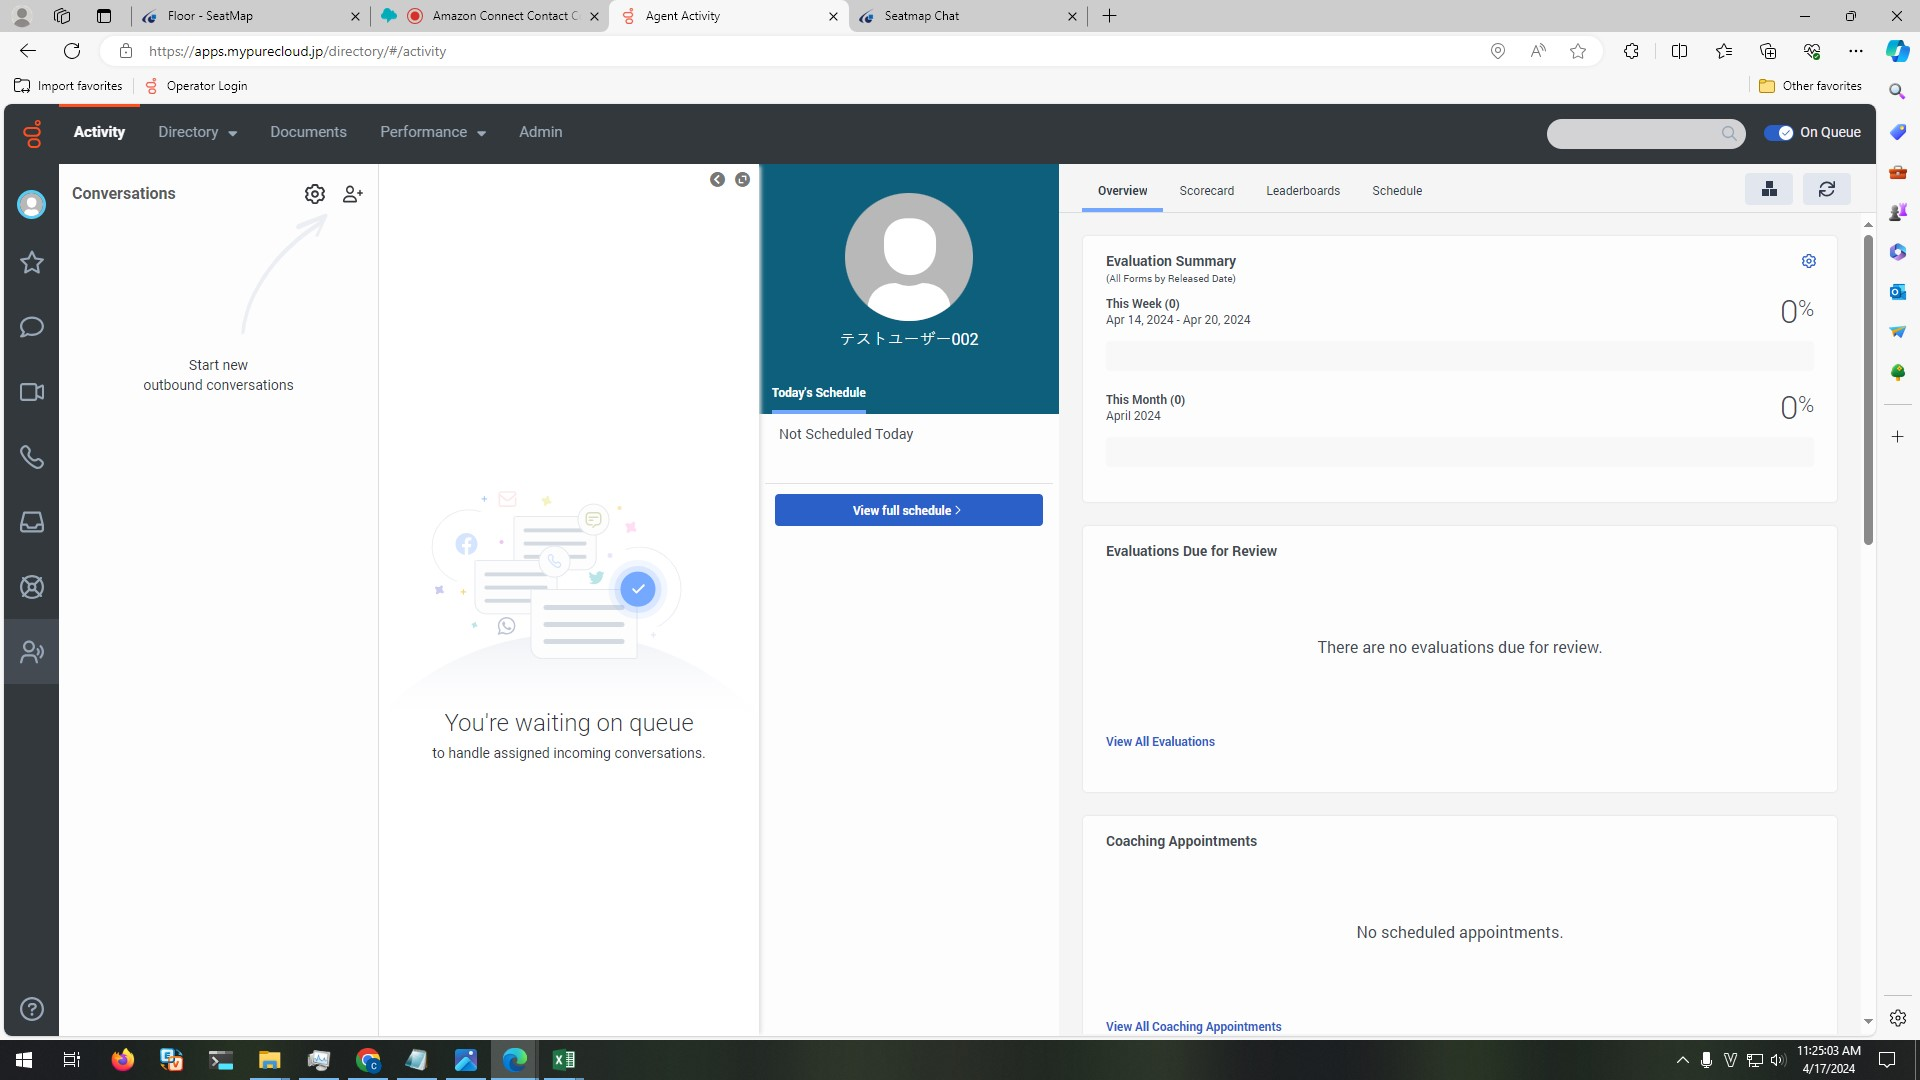 Floor - SeatMap
Amazon Connect Contact C
Agent Activity
Seatmap Chat
https://apps.mypurecloud.jp/directory/#/activity
Import favorites
Operator Login
Other favorites
Activity
Directory
Documents
Performance
Admin
On Queue
Conversations
Start new
outbound conversations
You're waiting on queue
to handle assigned incoming conversations.
テストユーザー002
Today's Schedule
Not Scheduled Today
View full schedule
Overview
Scorecard
Leaderboards
Schedule
Evaluation Summary
(All Forms by Released Date)
This Week (0)
Apr 14, 2024 - Apr 20, 2024
0%
This Month (0)
April 2024
0%
Evaluations Due for Review
There are no evaluations due for review.
View All Evaluations
Coaching Appointments
No scheduled appointments.
View All Coaching Appointments
11:25:03 AM
4/17/2024